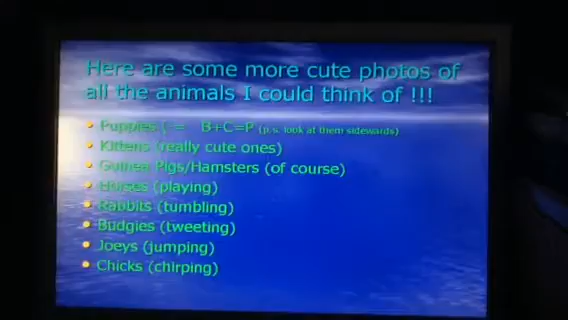 Here are some more cute photos of
all the animals I could think of !!!
Puppies (= B+C=P (p.s. look at them sidewards)
Kittens (really cute ones)
Guinea Pigs/Hamsters (of course)
Horses (playing)
Rabbits (tumbling)
Budgies (tweeting)
Joeys (jumping)
Chicks (chirping)